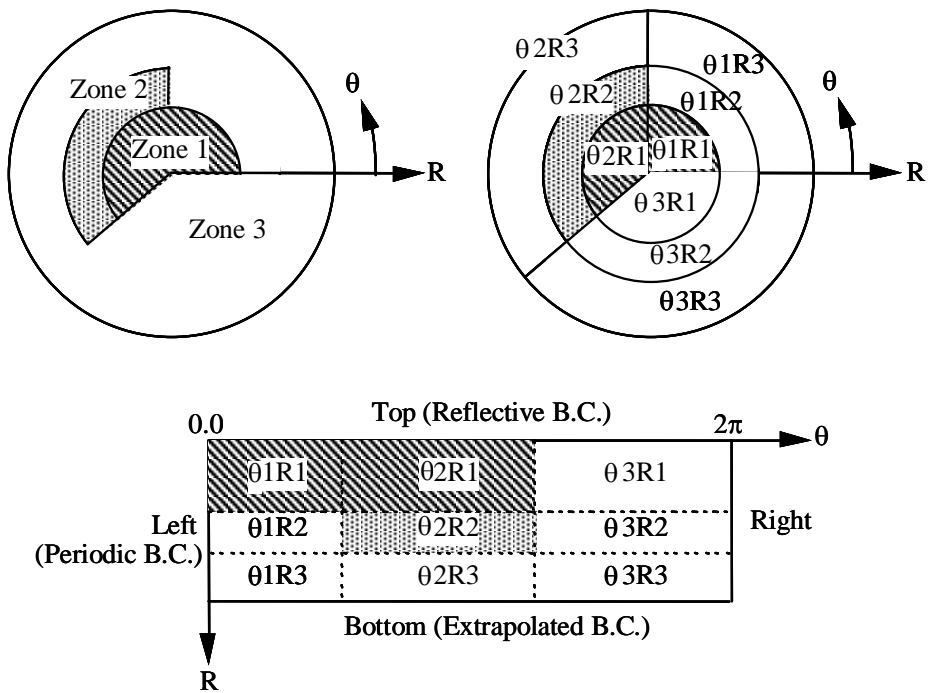 Zone 2
Zone 1
Zone 3
θ
R
θ2R3
θ1R3
θ2R2
θ1R2
θ2R1
θ1R1
θ3R1
θ3R2
θ3R3
θ
R
Top (Reflective B.C.)
0.0
2π
θ
θ1R1
θ2R1
θ3R1
Left
(Periodic B.C.)
θ1R2
θ2R2
θ3R2
Right
θ1R3
θ2R3
θ3R3
Bottom (Extrapolated B.C.)
R